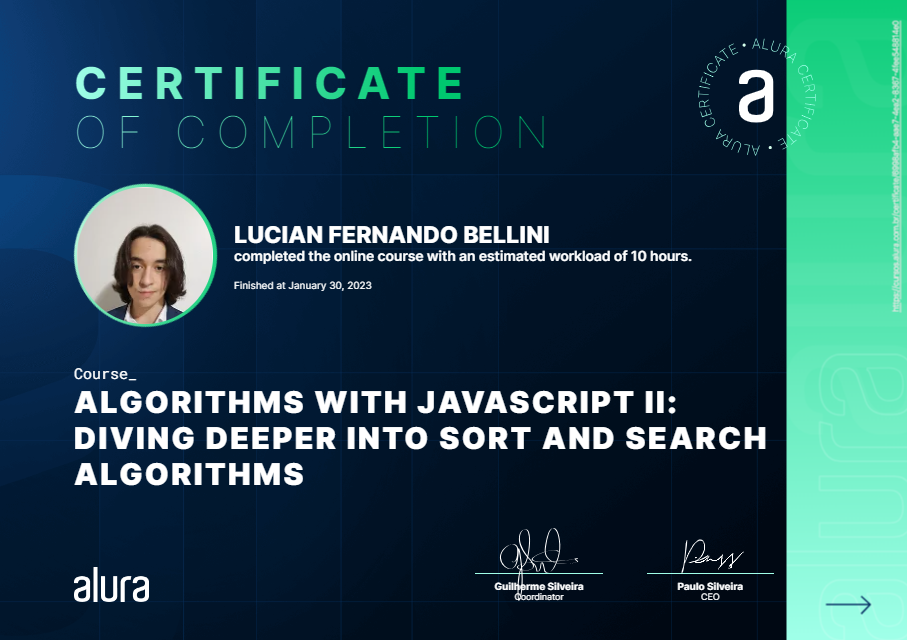 CERTIFICATE
OF COMPLETION
ALURA CERTIFICATE • ALURA CERTIFICATE •
a
LUCIAN FERNANDO BELLINI
completed the online course with an estimated workload of 10 hours.
Finished at January 30, 2023
Course_
ALGORITHMS WITH JAVASCRIPT II:
DIVING DEEPER INTO SORT AND SEARCH
ALGORITHMS
alura
Guilherme Silveira
Coordinator
Paulo Silveira
CEO
alura